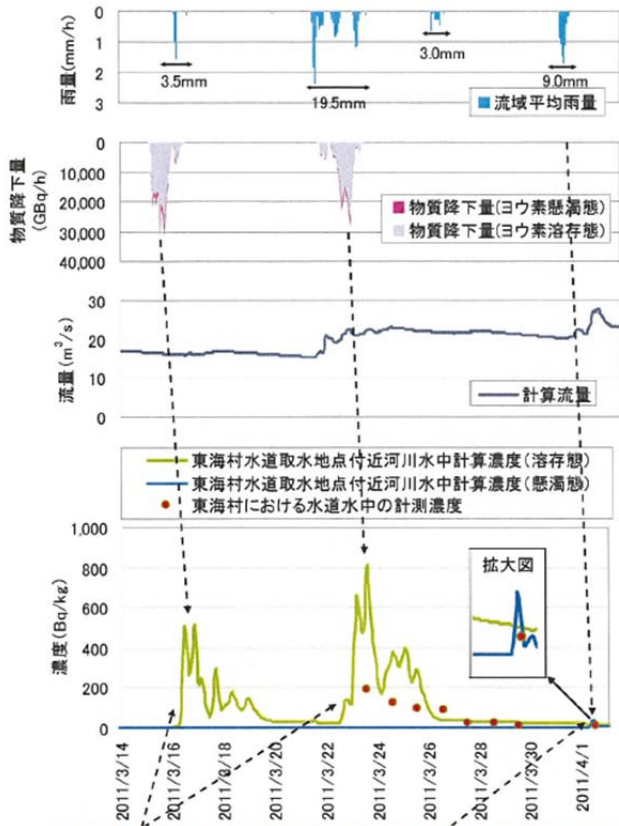 雨量(mm/h)
0
1
2
3
3.5mm
19.5mm
3.0mm
9.0mm
流域平均雨量
物質降下量
(GBq/h)
0
10,000
20,000
30,000
40,000
物質降下量(ヨウ素懸濁態)
物質降下量(ヨウ素溶存態)
流量(m³/s)
30
20
10
0
計算流量
東海村水道取水地点付近河川水中計算濃度(溶存態)
東海村水道取水地点付近河川水中計算濃度(懸濁態)
東海村における水道水中の計測濃度
濃度(Bq/kg)
1,000
800
600
400
200
0
拡大図
2011/3/14
2011/3/16
2011/3/18
2011/3/20
2011/3/22
2011/3/24
2011/3/26
2011/3/28
2011/3/30
2011/4/1